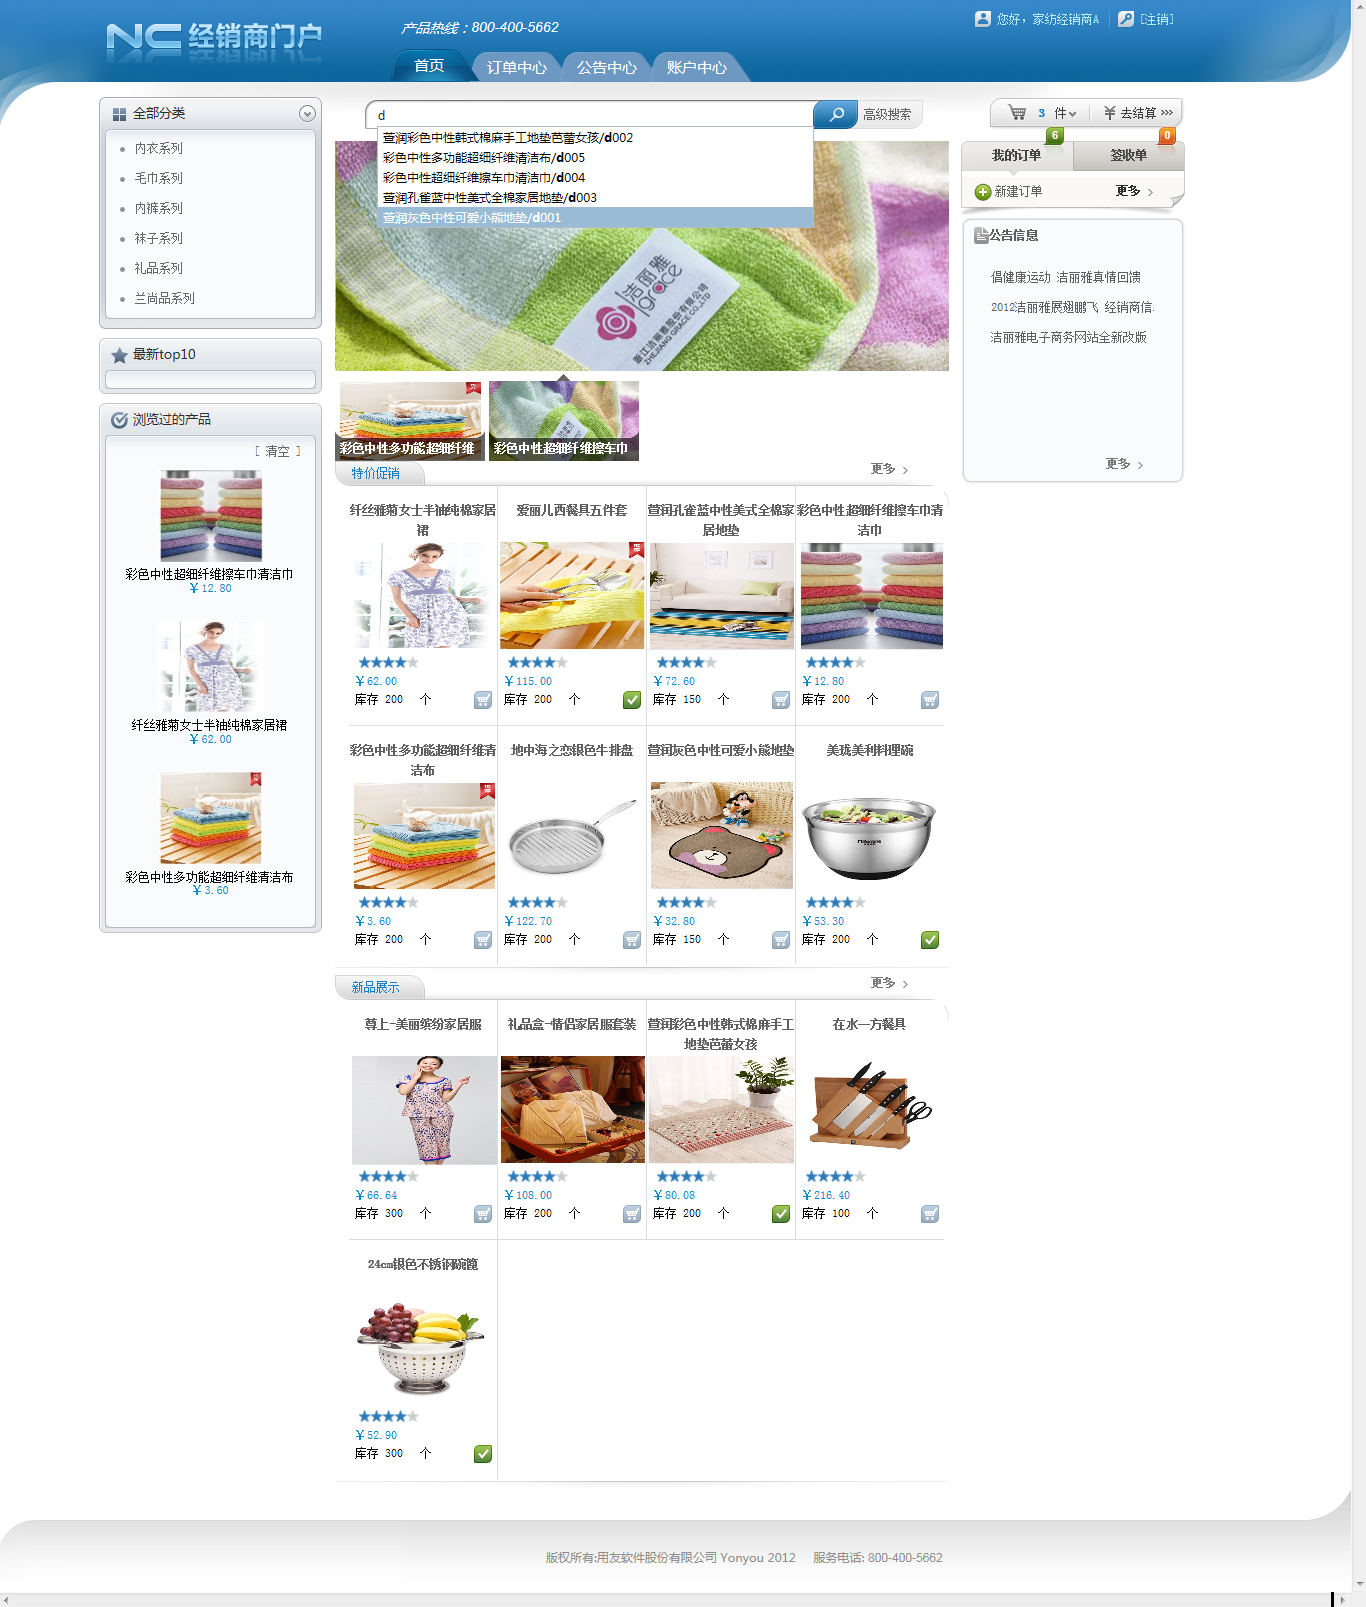 NC 经销商门户
产品热线：800-400-5662
您好，家纺经销商A
[注销]
首页
订单中心
公告中心
账户中心
全部分类
内衣系列
毛巾系列
内裤系列
袜子系列
礼品系列
兰尚品系列
最新top10
浏览过的产品
[ 清空 ]
彩色中性超细纤维擦车巾清洁巾
￥12.80
纤丝雅菊女士半袖纯棉家居裙
￥62.00
彩色中性多功能超细纤维清洁布
￥3.60
d
高级搜索
萱润彩色中性韩式棉麻手工地垫芭蕾女孩/d002
彩色中性多功能超细纤维清洁布/d005
彩色中性超细纤维擦车巾清洁巾/d004
萱润孔雀蓝中性美式全棉家居地垫/d003
萱润灰色中性可爱小熊地垫/d001
洁丽雅
grace
浙江洁丽雅股份有限公司
ZHEJIANG GRACE CO.,LTD
彩色中性多功能超细纤维
彩色中性超细纤维擦车巾
特价促销
更多
纤丝雅菊女士半袖纯棉家居裙
￥62.00
库存 200 个
爱丽儿西餐具五件套
￥115.00
库存 200 个
萱润孔雀蓝中性美式全棉家居地垫
￥72.60
库存 150 个
彩色中性超细纤维擦车巾清洁巾
￥12.80
库存 200 个
彩色中性多功能超细纤维清洁布
￥3.60
库存 200 个
地中海之恋银色牛排盘
￥122.70
库存 200 个
萱润灰色中性可爱小熊地垫
￥32.80
库存 150 个
美珑美利料理碗
￥53.30
库存 200 个
新品展示
更多
尊上-美丽缤纷家居服
￥66.64
库存 300 个
礼品盒-情侣家居服套装
￥108.00
库存 200 个
萱润彩色中性韩式棉麻手工地垫芭蕾女孩
￥80.08
库存 200 个
在水一方餐具
￥216.40
库存 100 个
24cm银色不锈钢碗篦
￥52.90
库存 300 个
3 件
￥去结算 >>>
我的订单
6
签收单
0
新建订单
更多
公告信息
倡健康运动 洁丽雅真情回馈
2012洁丽雅展翅鹏飞 经销商信.
洁丽雅电子商务网站全新改版
更多
版权所有:用友软件股份有限公司 Yonyou 2012 服务电话: 800-400-5662